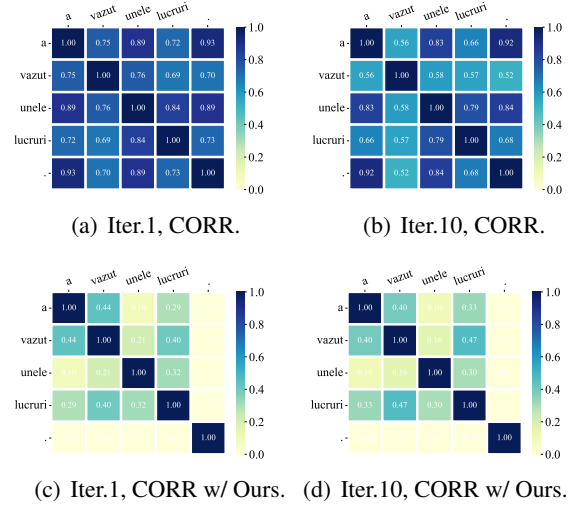 a vazut unele lucruri .
a 1.00 0.75 0.89 0.72 0.93
vazut 0.75 1.00 0.76 0.69 0.70
unele 0.89 0.76 1.00 0.84 0.89
lucruri 0.72 0.69 0.84 1.00 0.73
. 0.93 0.70 0.89 0.73 1.00
1.0
0.8
0.6
0.4
0.2
0.0
(a) Iter.1, CORR.
a vazut unele lucruri .
a 1.00 0.56 0.83 0.66 0.92
vazut 0.56 1.00 0.58 0.57 0.52
unele 0.83 0.58 1.00 0.79 0.84
lucruri 0.66 0.57 0.79 1.00 0.68
. 0.92 0.52 0.84 0.68 1.00
1.0
0.8
0.6
0.4
0.2
0.0
(b) Iter.10, CORR.
a vazut unele lucruri .
a 1.00 0.44 0.29
vazut 0.44 1.00 0.21 0.40
unele 0.21 1.00 0.32
lucruri 0.29 0.40 0.32 1.00
. 1.00
1.0
0.8
0.6
0.4
0.2
0.0
(c) Iter.1, CORR w/ Ours.
a vazut unele lucruri .
a 1.00 0.40 0.33
vazut 0.40 1.00 0.47
unele 1.00 0.30
lucruri 0.33 0.47 0.30 1.00
. 1.00
1.0
0.8
0.6
0.4
0.2
0.0
(d) Iter.10, CORR w/ Ours.